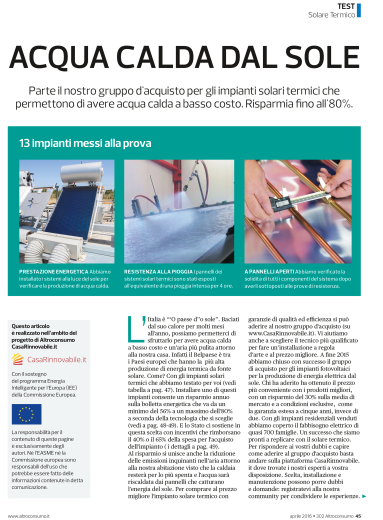 TEST
Solare Termico
ACQUA CALDA DAL SOLE
Parte il nostro gruppo d'acquisto per gli impianti solari termici che
permettono di avere acqua calda a basso costo. Risparmia fino all'80%.
13 impianti messi alla prova
PRESTAZIONE ENERGETICA Abbiamo
installato i sistemi alla luce del sole per
verificare la produzione di acqua calda.
RESISTENZA ALLA PIOGGIA I pannelli dei
sistemi solari termici sono stati esposti
all'equivalente di una pioggia intensa per 4 ore.
A PANNELLI APERTI Abbiamo verificato la
solidità di tutti i componenti del sistema dopo
averli sottoposti alle prove di resistenza.
Questo articolo
è realizzato nell'ambito del
progetto di Altroconsumo
CasaRinnovabile.it
CasaRinnovabile.it
Con il sostegno
del programma Energia
Intelligente per l'Europa (IEE)
della Commissione Europea.
La responsabilità per il
contenuto di queste pagine
è esclusivamente degli
autori. Né l'EASME né la
Commissione europea sono
responsabili dell'uso che
potrebbe essere fatto delle
informazioni contenute in detta
comunicazione.
L'Italia è "'O paese d''o sole". Baciati
dal suo calore per molti mesi
all'anno, possiamo permetterci di
sfruttarlo per avere acqua calda
a basso costo e un'aria più pulita attorno
alla nostra casa. Infatti il Belpaese è tra
i Paesi europei che hanno la più alta
produzione di energia termica da fonte
solare. Come? Con gli impianti solari
termici che abbiamo testato per voi (vedi
tabella a pag. 47). Installare uno di questi
impianti consente un risparmio annuo
sulla bolletta energetica che va da un
minimo del 56% a un massimo dell'80%
a seconda della tecnologia che si sceglie
(vedi a pag. 48-49). E lo Stato ci sostiene in
questa scelta con incentivi che rimborsano
il 40% o il 65% della spesa per l'acquisto
dell'impianto (i dettagli a pag. 49).
Al risparmio si unisce anche la riduzione
delle emissioni inquinanti nell'aria attorno
alla nostra abitazione visto che la caldaia
resterà per lo più spenta e l'acqua sarà
riscaldata dai pannelli che catturano
l'energia del sole. Per comprare al prezzo
migliore l'impianto solare termico con
garanzie di qualità ed efficienza si può
aderire al nostro gruppo d'acquisto (su
www.CasaRinnovabile.it). Vi aiutiamo
anche a scegliere il tecnico più qualificato
per fare un'installazione a regola
d'arte e al prezzo migliore. A fine 2015
abbiamo chiuso con successo il gruppo
di acquisto per gli impianti fotovoltaici
per la produzione di energia elettrica dal
sole. Chi ha aderito ha ottenuto il prezzo
più conveniente con i prodotti migliori,
con un risparmio del 30% sulla media di
mercato e a condizioni esclusive, come
la garanzia estesa a cinque anni, invece di
due. Con gli impianti residenziali venduti
abbiamo coperto il fabbisogno elettrico di
quasi 700 famiglie. Un successo che siamo
pronti a replicare con il solare termico.
Per rispondere ai vostri dubbi e capire
come aderire al gruppo d'acquisto basta
andare sulla piattaforma CasaRinnovabile.
it dove trovate i nostri esperti a vostra
disposizione. Scelta, installazione e
manutenzione possono porre dubbi
e domande: registratevi alla nostra
community per condividere le esperienze.
www.altroconsumo.it
aprile 2016 • 302 Altroconsumo 45